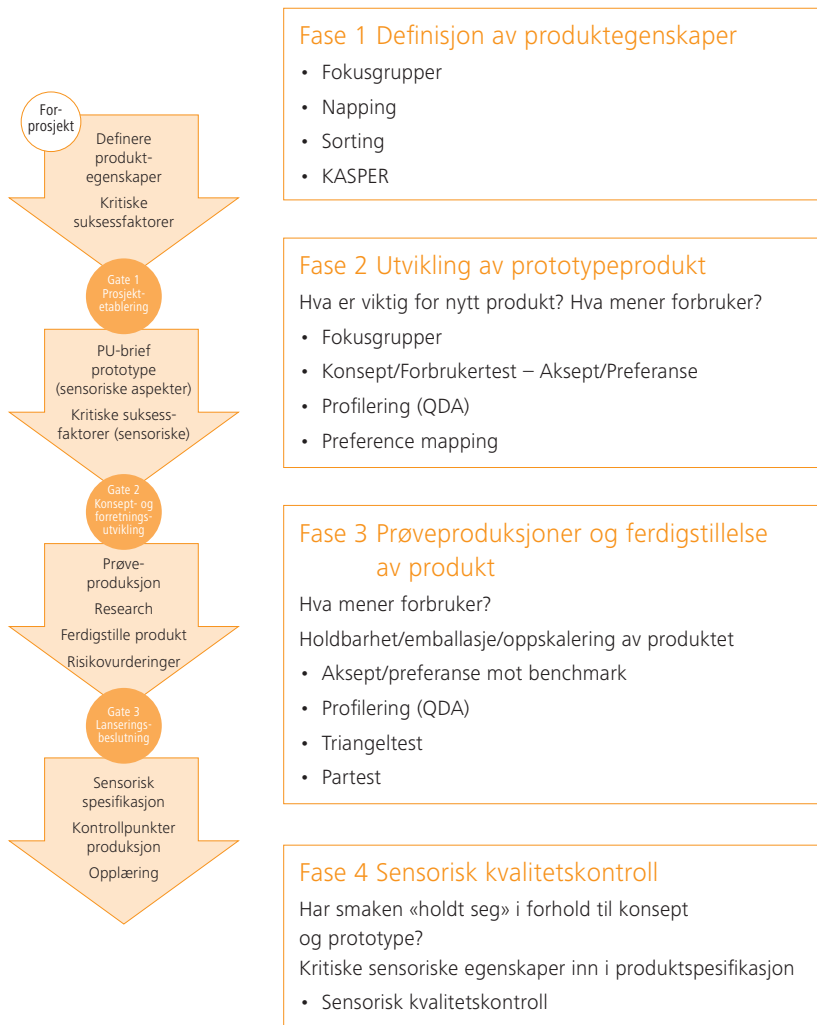 For-
prosjekt
Definere
produkt-
egenskaper
Kritiske
suksessfaktorer
Gate 1
Prosjekt-
etablering
PU-brief
prototype
(sensoriske aspekter)
Kritiske suksess-
faktorer (sensoriske)
Gate 2
Konsept- og
forretnings-
utvikling
Prøve-
produksjon
Research
Ferdigstille produkt
Risikovurderinger
Gate 3
Lanserings-
beslutning
Sensorisk
spesifikasjon
Kontrollpunkter
produksjon
Opplæring
Fase 1 Definisjon av produktegenskaper
• Fokusgrupper
• Napping
• Sorting
• KASPER
Fase 2 Utvikling av prototypeprodukt
Hva er viktig for nytt produkt? Hva mener forbruker?
• Fokusgrupper
• Konsept/Forbrukertest – Aksept/Preferanse
• Profilering (QDA)
• Preference mapping
Fase 3 Prøveproduksjoner og ferdigstillelse
av produkt
Hva mener forbruker?
Holdbarhet/emballasje/oppskalering av produktet
• Aksept/preferanse mot benchmark
• Profilering (QDA)
• Triangeltest
• Partest
Fase 4 Sensorisk kvalitetskontroll
Har smaken «holdt seg» i forhold til konsept
og prototype?
Kritiske sensoriske egenskaper inn i produktspesifikasjon
• Sensorisk kvalitetskontroll